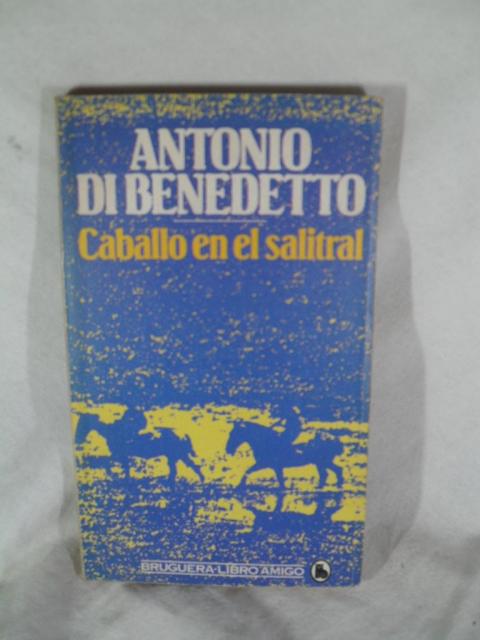 ANTONIO
DI BENEDETTO
Caballo en el salitral
BRUGUERA-LIBRO AMIGO